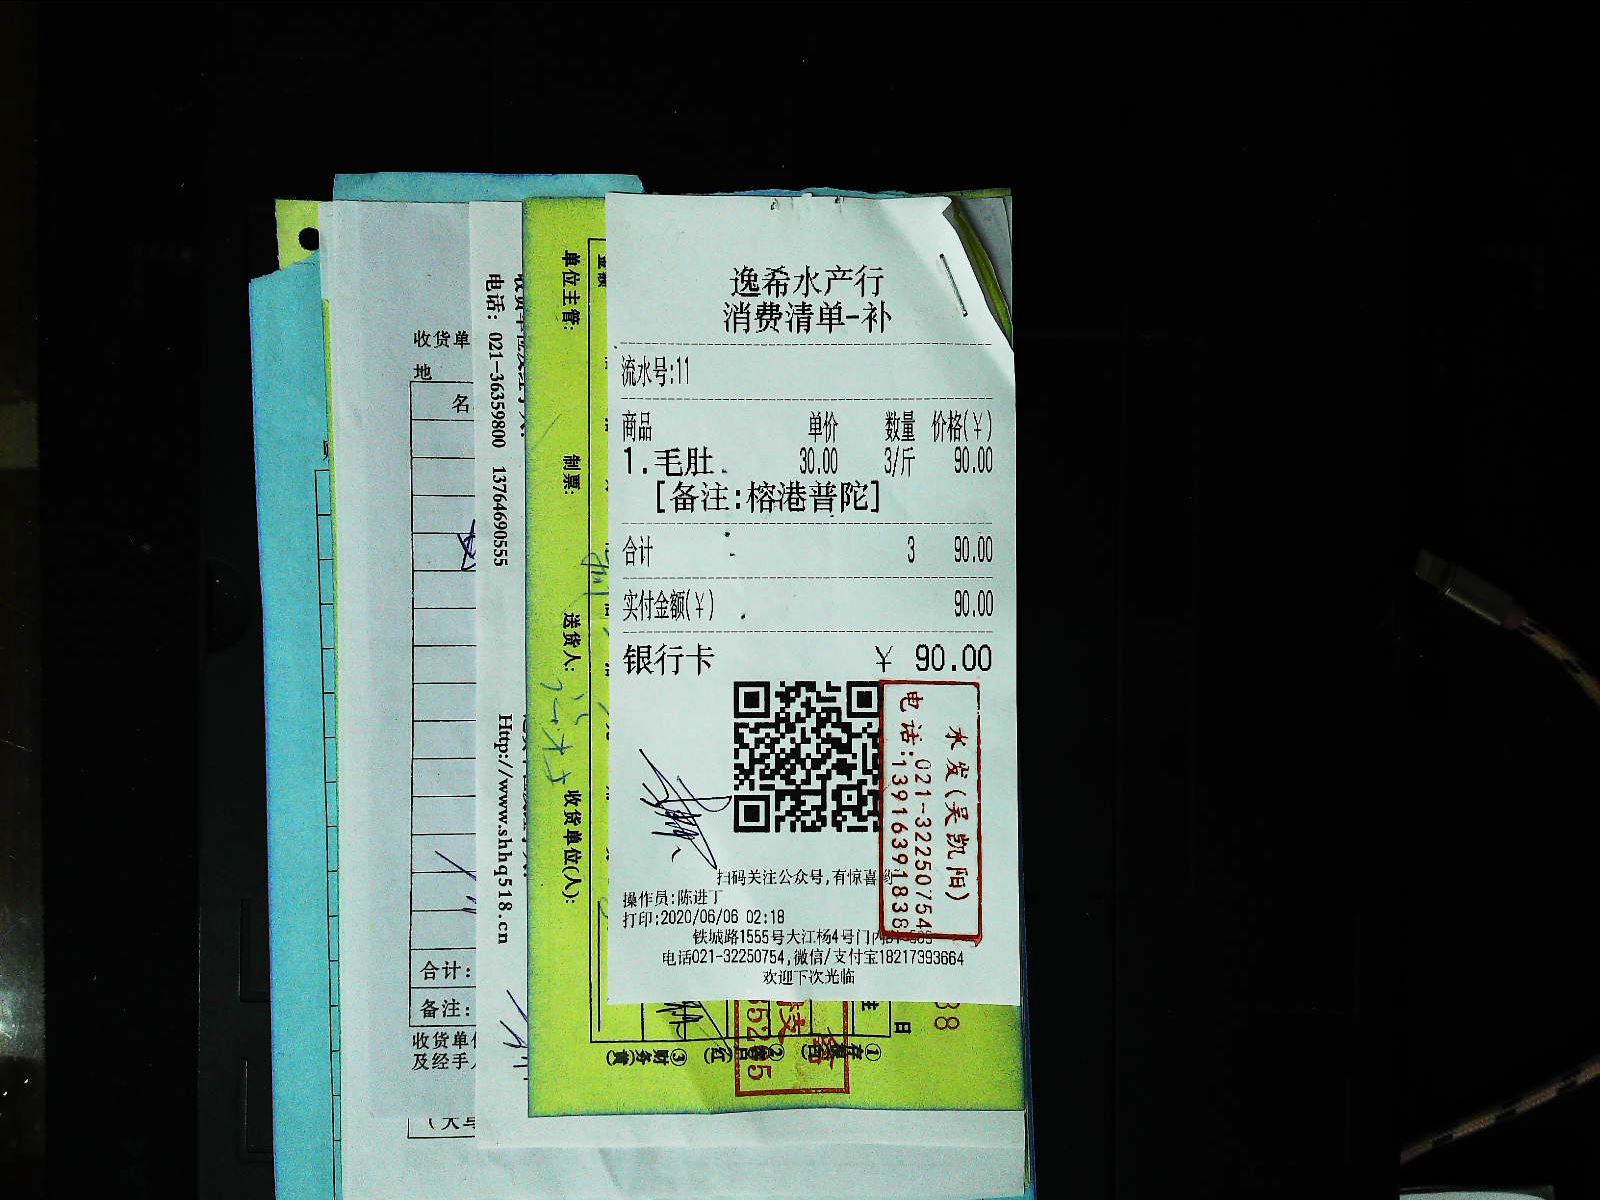 逸希水产行
消费清单-补
流水号:11
商品 单价 数量 价格(¥)
1.毛肚 30.00 3/斤 90.00
[备注:榕港普陀]
合计 3 90.00
实付金额(¥) 90.00
银行卡 ¥ 90.00
水发(吴凯阳)
电话:021-32250754
13916391838
扫码关注公众号,有惊喜哟
操作员:陈进丁
打印:2020/06/06 02:18
铁城路1555号大江杨4号门内
电话021-32250754,微信/支付宝18217393664
欢迎下次光临
单位主管:
制票:
送货人:
收货单位(人):
电话: 021-36359800 13764690555
Http://www.shhq518.cn
收货单
地
名
合计:
备注:
收货单
及经手
日